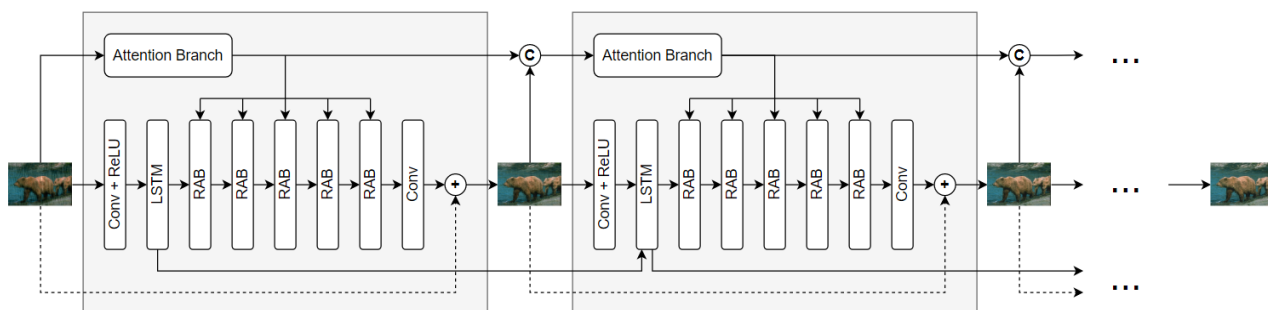 Attention Branch
C
Attention Branch
C
...
Conv + ReLU
LSTM
RAB
RAB
RAB
RAB
RAB
Conv
+
Conv + ReLU
LSTM
RAB
RAB
RAB
RAB
RAB
Conv
+
...
...